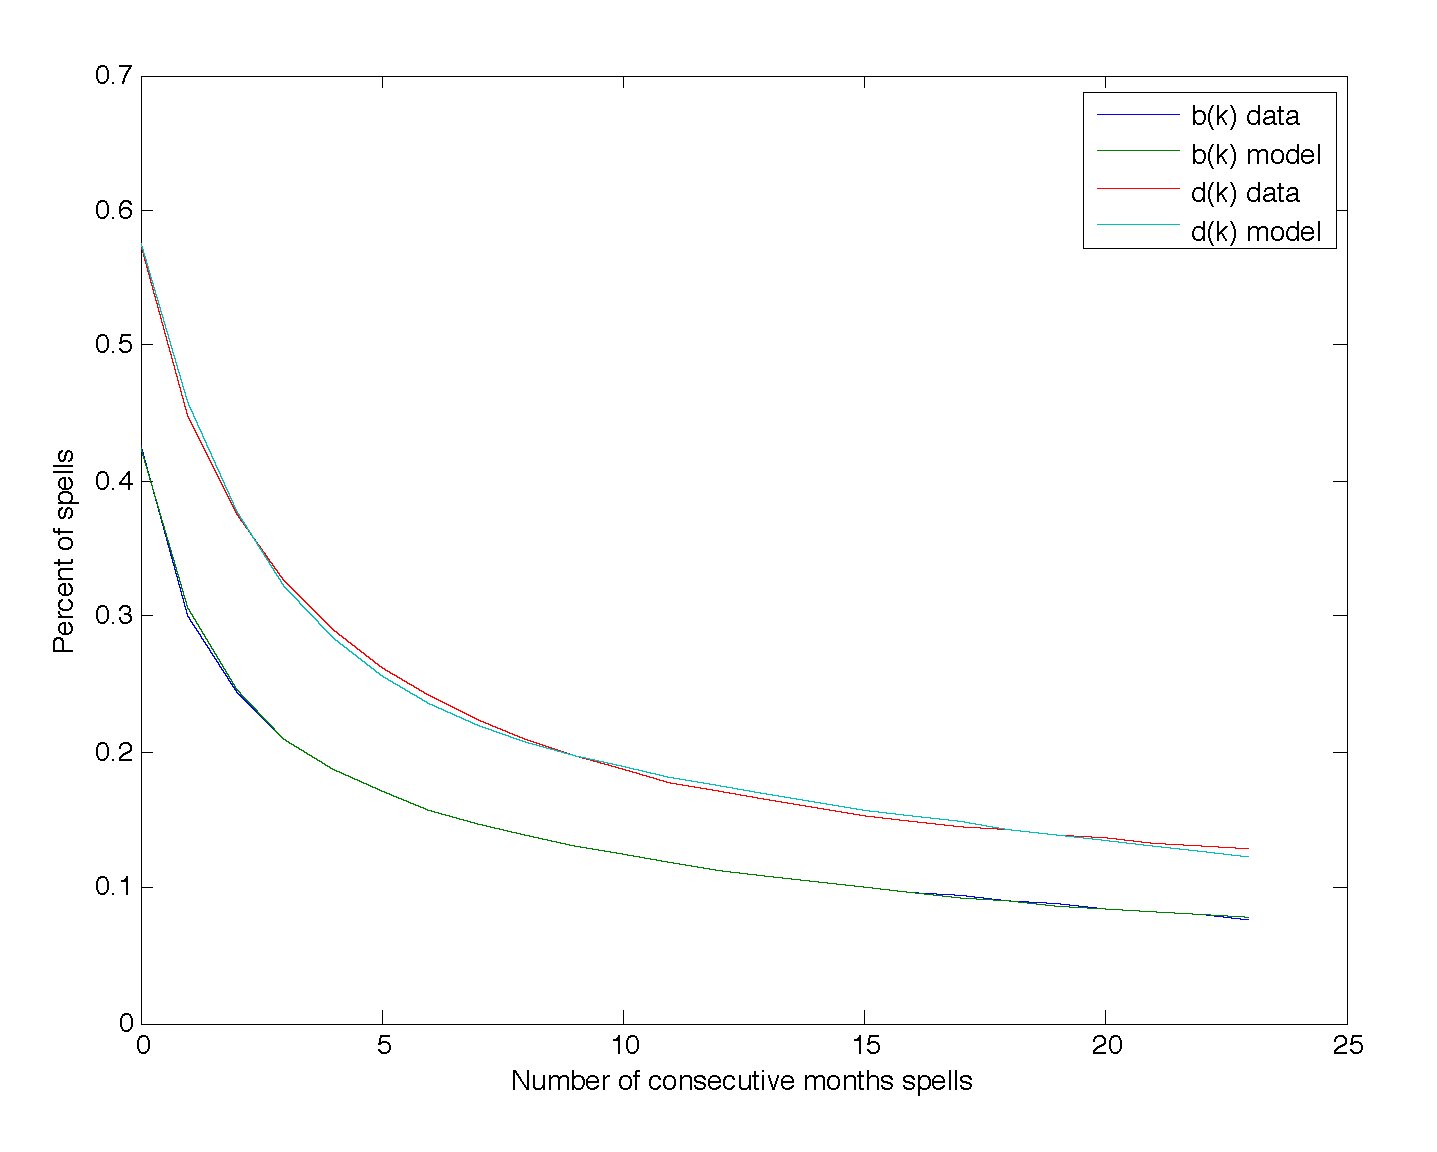 0.7
0.6
0.5
0.4
0.3
0.2
0.1
0
Percent of spells
b(k) data
b(k) model
d(k) data
d(k) model
0 5 10 15 20 25
Number of consecutive months spells